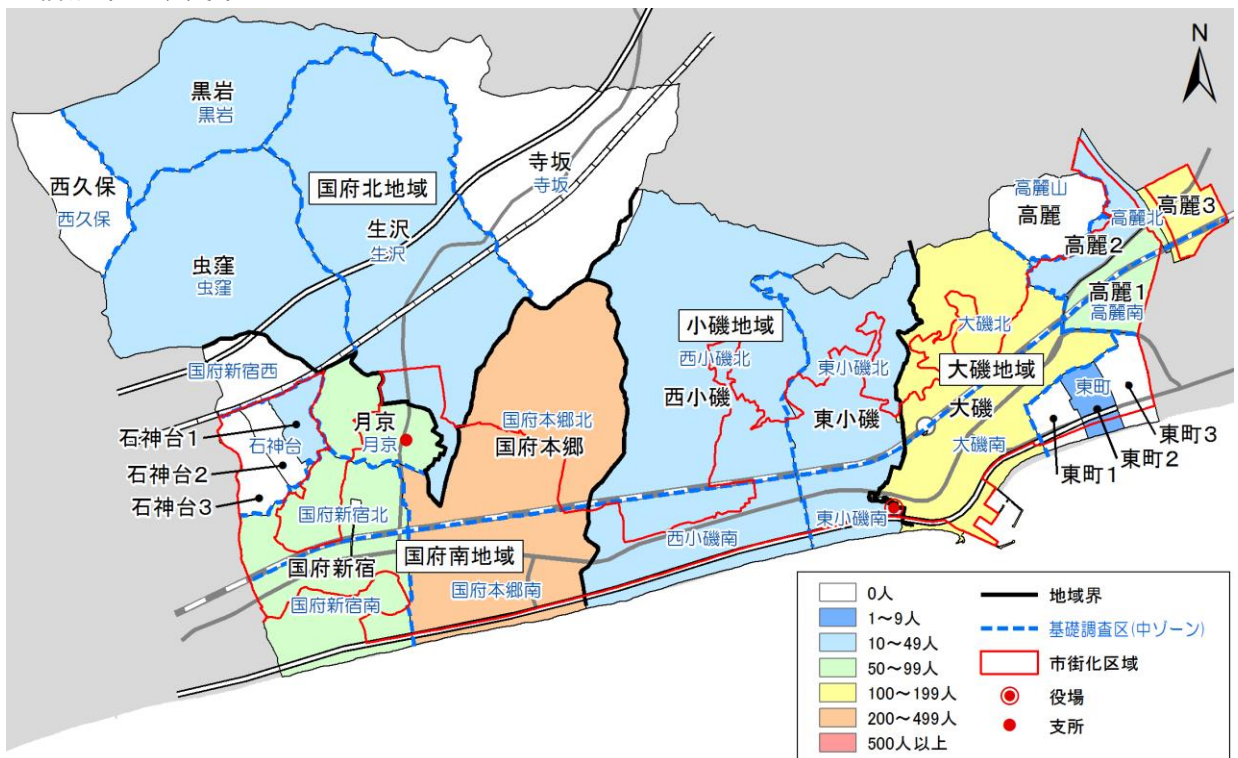 N
黒岩
黒岩
西久保
西久保
国府北地域
寺坂
寺坂
生沢
生沢
虫窪
虫窪
高麗山
高麗
高麗北
高麗3
高麗2
高麗1
高麗南
小磯地域
西小磯北
西小磯
東小磯北
東小磯
大磯北
大磯地域
大磯
大磯南
東町
東町3
東町2
東町1
国府新宿西
石神台1
石神台
石神台2
石神台3
月京
月京
国府本郷北
国府本郷
国府新宿北
国府南地域
国府新宿
国府新宿南
国府本郷南
西小磯南
東小磯南
0人
1～9人
10～49人
50～99人
100～199人
200～499人
500人以上
地域界
基礎調査区(中ゾーン)
市街化区域
役場
支所